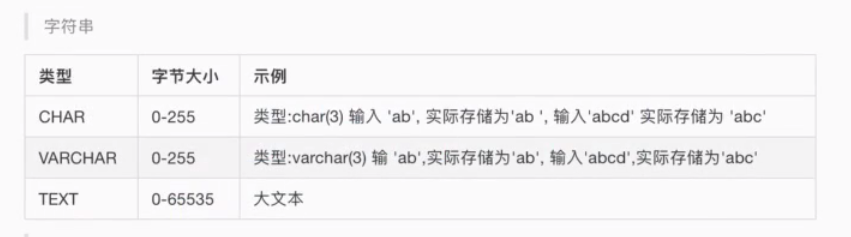 字符串
类型 字节大小 示例
CHAR 0-255 类型:char(3) 输入 'ab', 实际存储为'ab ', 输入'abcd' 实际存储为 'abc'
VARCHAR 0-255 类型:varchar(3) 输 'ab',实际存储为'ab', 输入'abcd',实际存储为'abc'
TEXT 0-65535 大文本